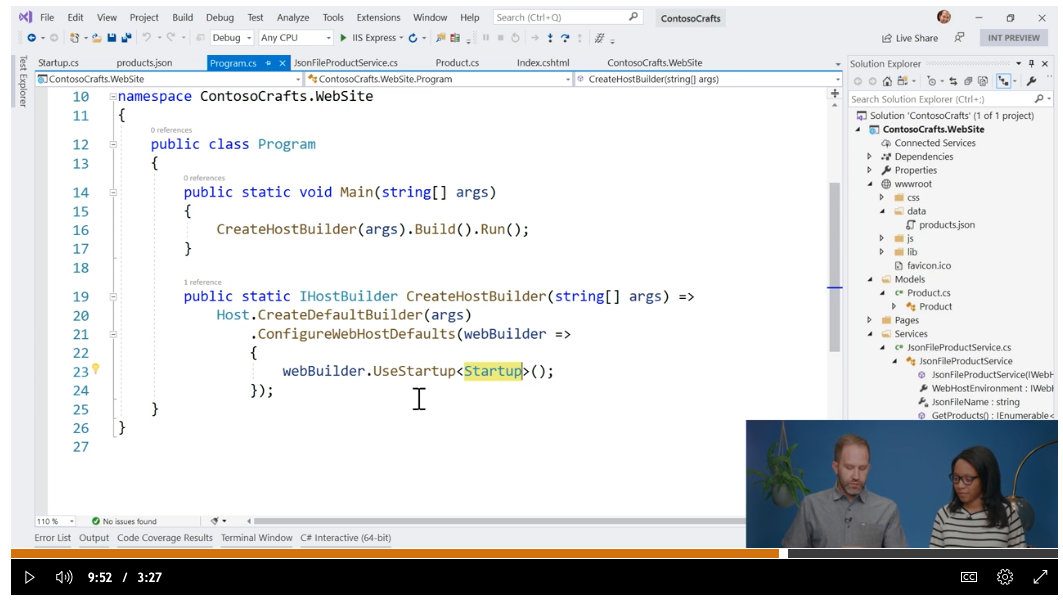 File Edit View Project Build Debug Test Analyze Tools Extensions Window Help Search (Ctrl+Q) ContosoCrafts
Debug Any CPU IIS Express Live Share INT PREVIEW
Test Explorer
Startup.cs products.json Program.cs JsonFileProductService.cs Product.cs Index.cshtml ContosoCrafts.WebSite
ContosoCrafts.WebSite ContosoCrafts.WebSite.Program CreateHostBuilder(string[] args)
10 namespace ContosoCrafts.WebSite
11 {
0 references
12 public class Program
13 {
0 references
14 public static void Main(string[] args)
15 {
16 CreateHostBuilder(args).Build().Run();
17 }
18
1 reference
19 public static IHostBuilder CreateHostBuilder(string[] args) =>
20 Host.CreateDefaultBuilder(args)
21 .ConfigureWebHostDefaults(webBuilder =>
22 {
23 webBuilder.UseStartup<Startup>();
24 });
25 }
26 }
27
110 % No issues found
Error List Output Code Coverage Results Terminal Window C# Interactive (64-bit)
Solution Explorer
Search Solution Explorer (Ctrl+;)
Solution 'ContosoCrafts' (1 of 1 project)
ContosoCrafts.WebSite
Connected Services
Dependencies
Properties
wwwroot
css
data
products.json
js
lib
favicon.ico
Models
C# Product.cs
Product
Pages
Services
C# JsonFileProductService.cs
JsonFileProductService
JsonFileProductService(IWebH
WebHostEnvironment : IWebH
JsonFileName : string
GetProducts() : IEnumerable<
9:52 / 3:27
CC